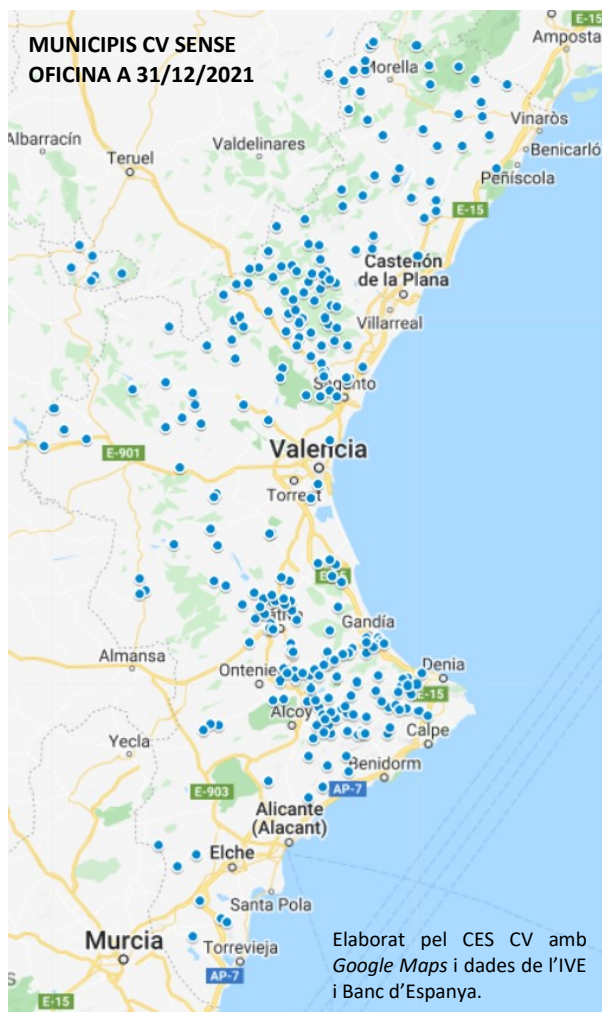 MUNICIPIS CV SENSE
OFICINA A 31/12/2021
E-15
Amposta
Morella
Albarracín
Valdelinares
Vinaròs
Teruel
Benicarló
Peñíscola
E-15
Castellón
de la Plana
Villarreal
Sagunto
E-901
Valencia
Torrent
Gandía
Almansa
Ontenie
Denia
E-15
Alcoy
Yecla
Calpe
Benidorm
E-903
AP-7
Alicante
(Alacant)
Elche
Santa Pola
Murcia
Torrevieja
AP-7
E-15
Elaborat pel CES CV amb
Google Maps i dades de l'IVE
i Banc d'Espanya.